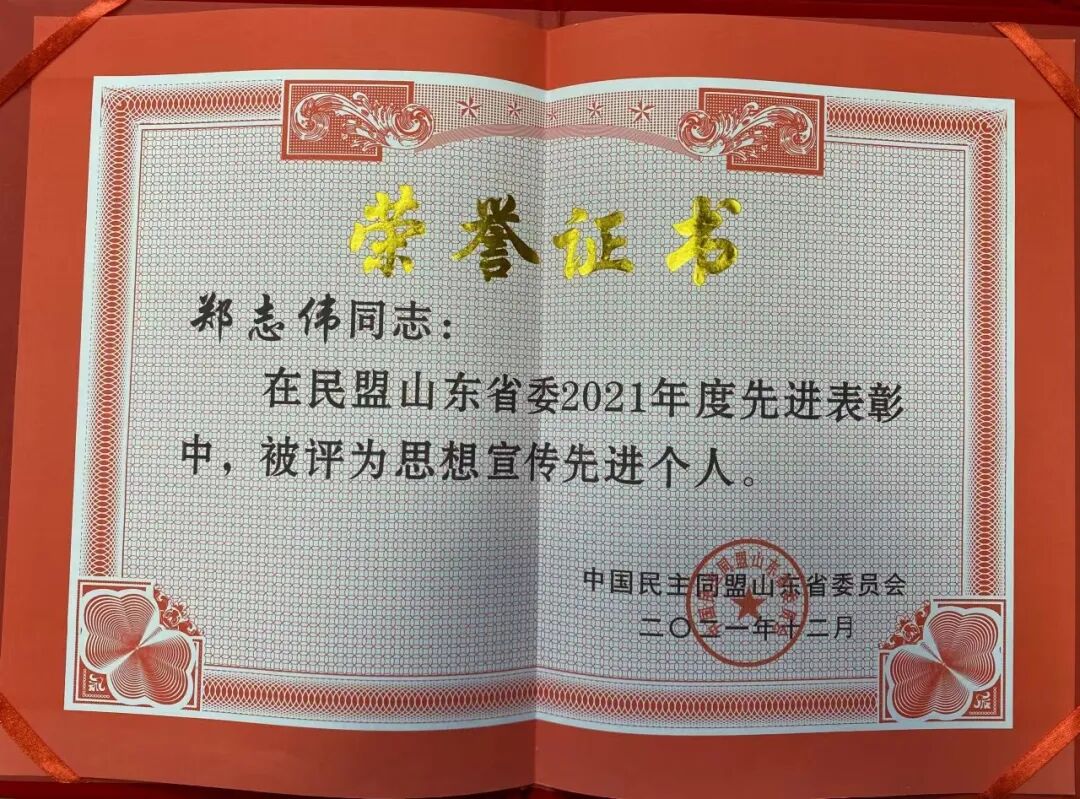 荣誉证书
郑志伟同志：
在民盟山东省委2021年度先进表彰
中，被评为思想宣传先进个人。
中国民主同盟山东省委员会
二〇二一年十二月